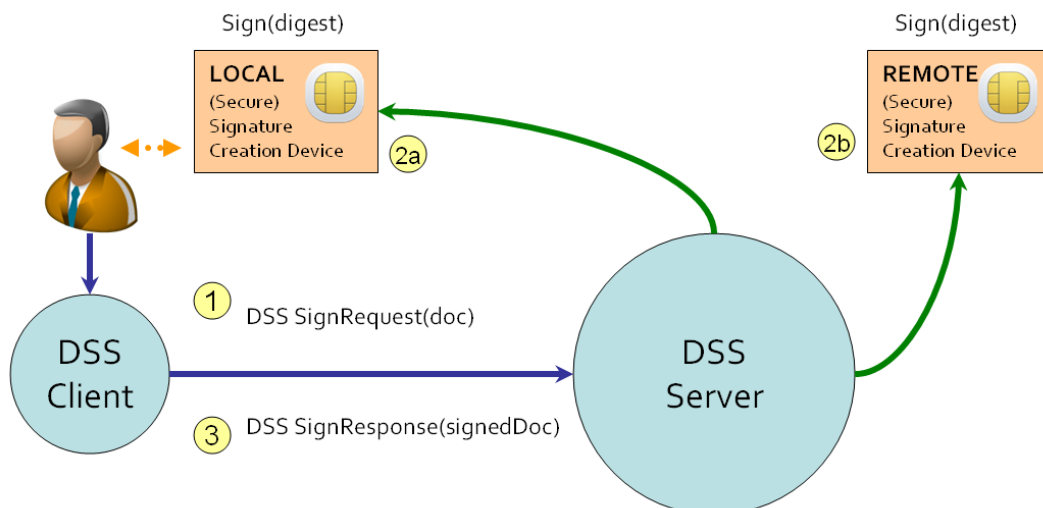 Sign(digest)
LOCAL
(Secure)
Signature
Creation Device
2a
Sign(digest)
REMOTE
(Secure)
Signature
Creation Device
2b
1
DSS SignRequest(doc)
DSS
Client
DSS
Server
3
DSS SignResponse(signedDoc)